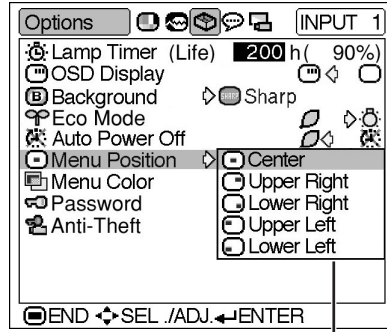 Options INPUT 1
Lamp Timer (Life) 200 h( 90%)
OSD Display
B Background SHARP Sharp
Eco Mode
Auto Power Off
Menu Position Center
Menu Color Upper Right
Password Lower Right
Anti-Theft Upper Left
Lower Left
END SEL ./ADJ. ENTER